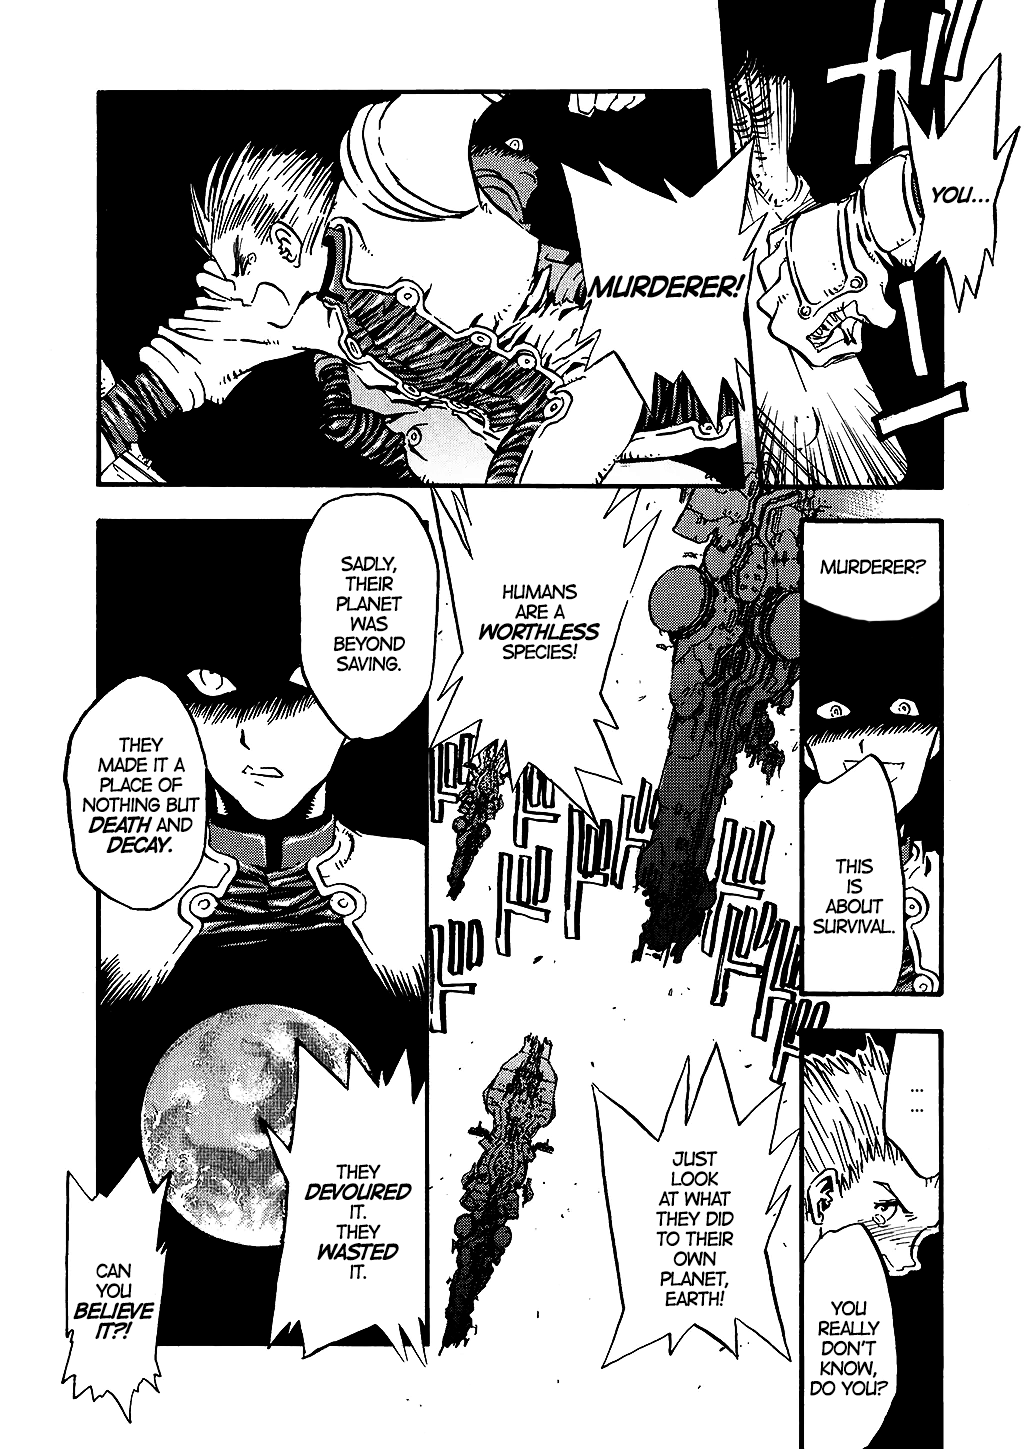 YOU...
MURDERER!
MURDERER?
THIS
IS
ABOUT
SURVIVAL.
...
...
YOU
REALLY
DON'T
KNOW,
DO YOU?
HUMANS
ARE A
WORTHLESS
SPECIES!
JUST
LOOK
AT WHAT
THEY DID
TO THEIR
OWN
PLANET,
EARTH!
SADLY,
THEIR
PLANET
WAS
BEYOND
SAVING.
THEY
MADE IT A
PLACE OF
NOTHING BUT
DEATH AND
DECAY.
THEY
DEVOURED
IT.
THEY
WASTED
IT.
CAN
YOU
BELIEVE
IT?!